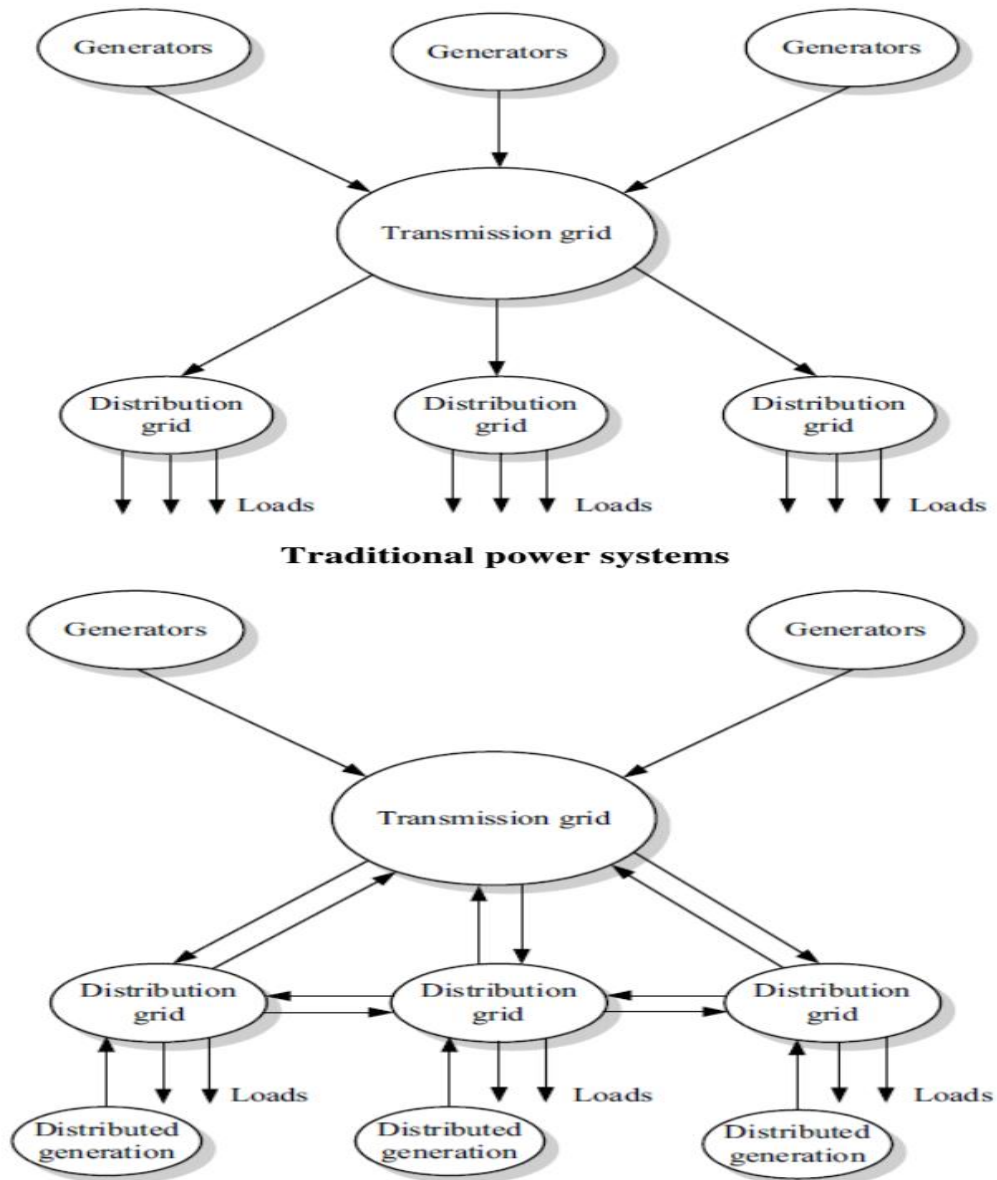 Generators
Generators
Generators
Transmission grid
Distribution
grid
Distribution
grid
Distribution
grid
Loads
Loads
Loads
Traditional power systems
Generators
Generators
Transmission grid
Distribution
grid
Distribution
grid
Distribution
grid
Loads
Loads
Loads
Distributed
generation
Distributed
generation
Distributed
generation